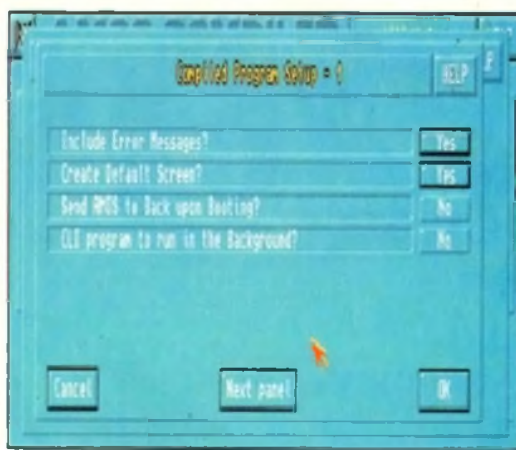 Compiled Program Setup - 1
HELP
Include Error Messages? Yes
Create Default Screen? Yes
Send AMOS to Back upon Booting? No
CLI program to run in the Background? No
Cancel Next panel OK